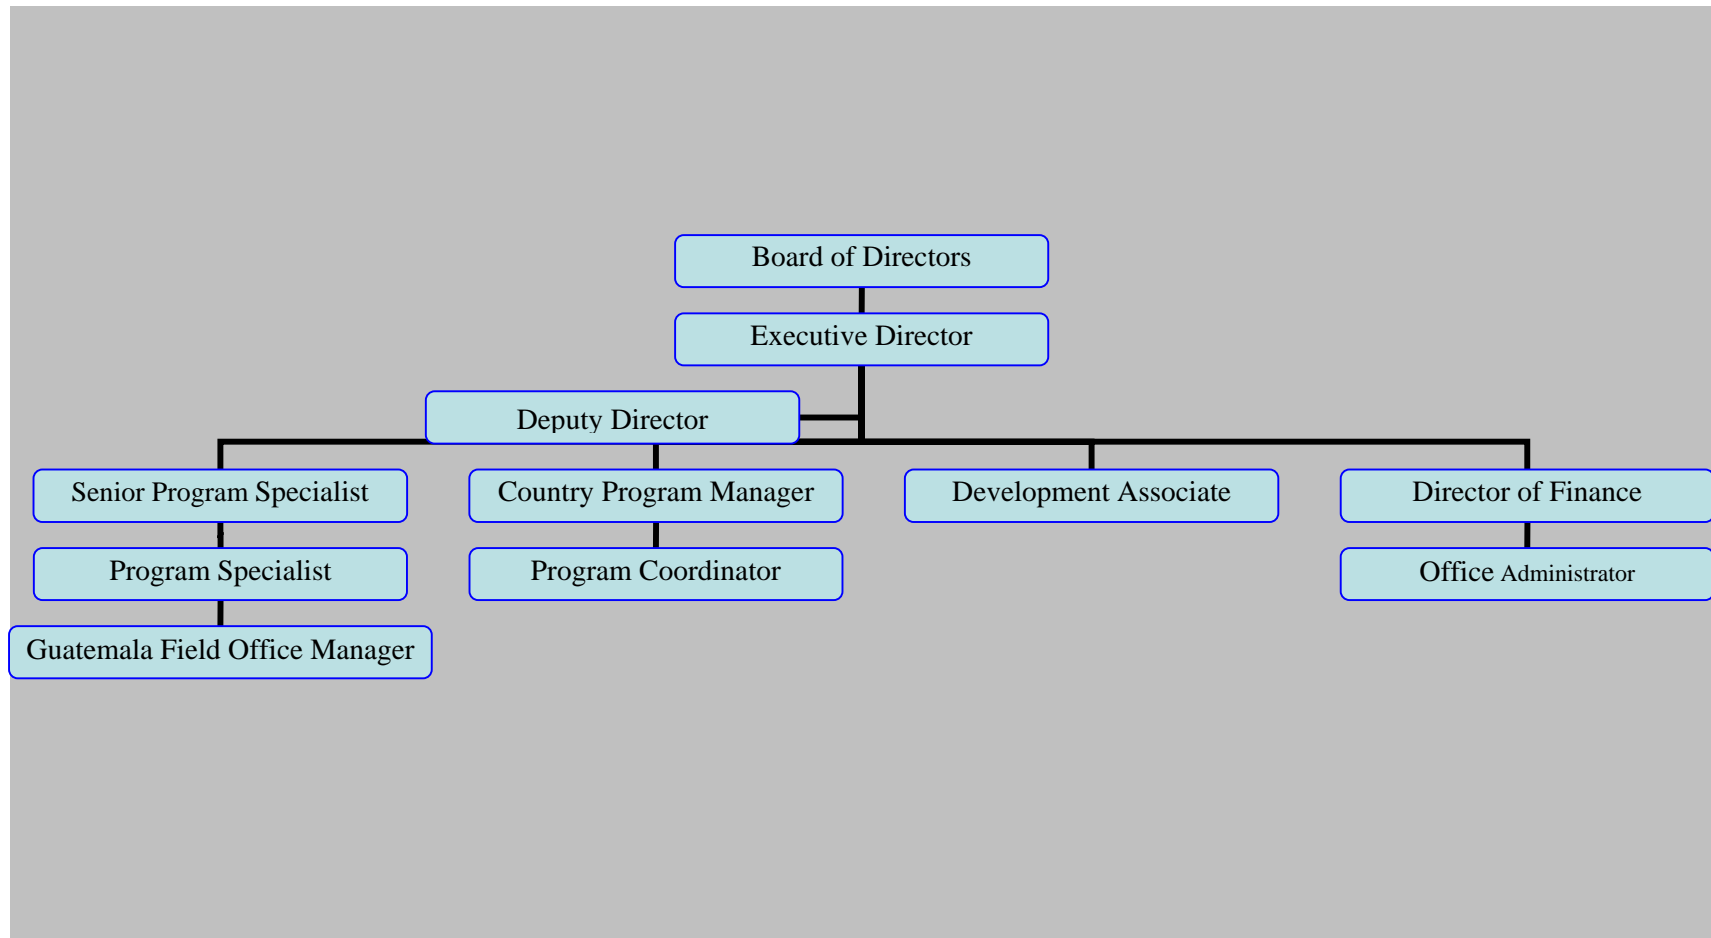 Board of Directors
Executive Director
Deputy Director
Senior Program Specialist
Country Program Manager
Development Associate
Director of Finance
Program Specialist
Program Coordinator
Office Administrator
Guatemala Field Office Manager